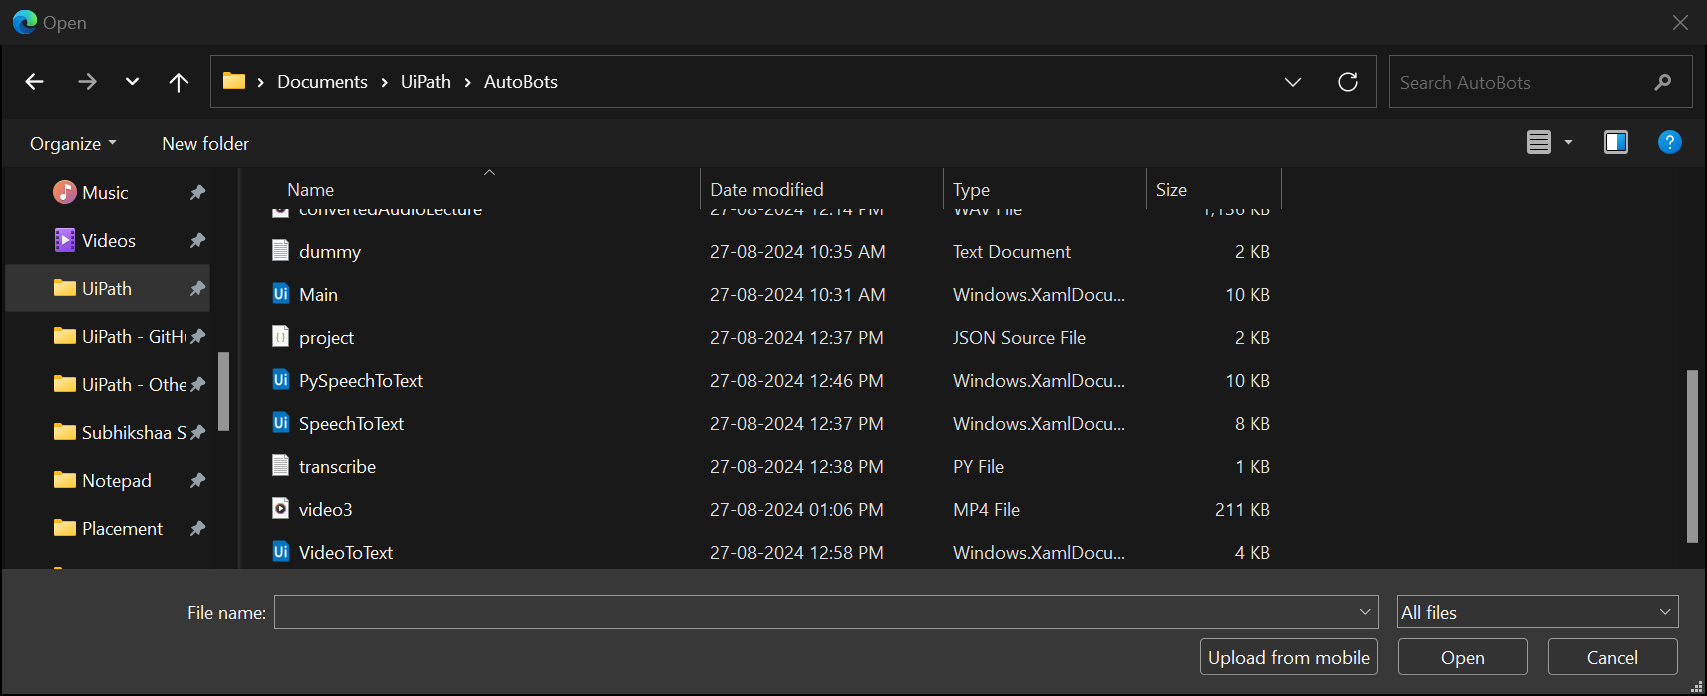 Open
Documents > UiPath > AutoBots
Search AutoBots
Organize
New folder
?
Name
Date modified
Type
Size
Music
Videos
UiPath
UiPath - GitH
UiPath - Othe
Subhikshaa S
Notepad
Placement
convertedAudioLecture 27-08-2024 12:14 PM WAV File 1,136 KB
dummy 27-08-2024 10:35 AM Text Document 2 KB
Ui Main 27-08-2024 10:31 AM Windows.XamlDocu... 10 KB
project 27-08-2024 12:37 PM JSON Source File 2 KB
Ui PySpeechToText 27-08-2024 12:46 PM Windows.XamlDocu... 10 KB
Ui SpeechToText 27-08-2024 12:37 PM Windows.XamlDocu... 8 KB
transcribe 27-08-2024 12:38 PM PY File 1 KB
video3 27-08-2024 01:06 PM MP4 File 211 KB
Ui VideoToText 27-08-2024 12:58 PM Windows.XamlDocu... 4 KB
File name:
All files
Upload from mobile
Open
Cancel